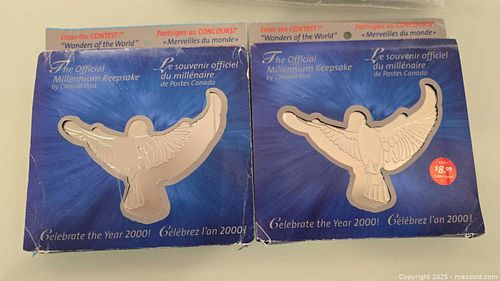 Enter the CONTEST!*
"Wonders of the World"
Participez au CONCOURS!*
«Merveilles du monde»
The Official
Millennium Keepsake
by Canada Post
Le souvenir officiel
du millénaire
de Postes Canada
Celebrate the Year 2000!
Célébrez l'an 2000!
Enter the CONTEST!*
"Wonders of the World"
Participez au CONCOURS!*
«Merveilles du monde»
The Official
Millennium Keepsake
by Canada Post
Le souvenir officiel
du millénaire
de Postes Canada
$8.99
Celebrate the Year 2000!
Célébrez l'an 2000!
Copyright © 2025 - maxsold.com